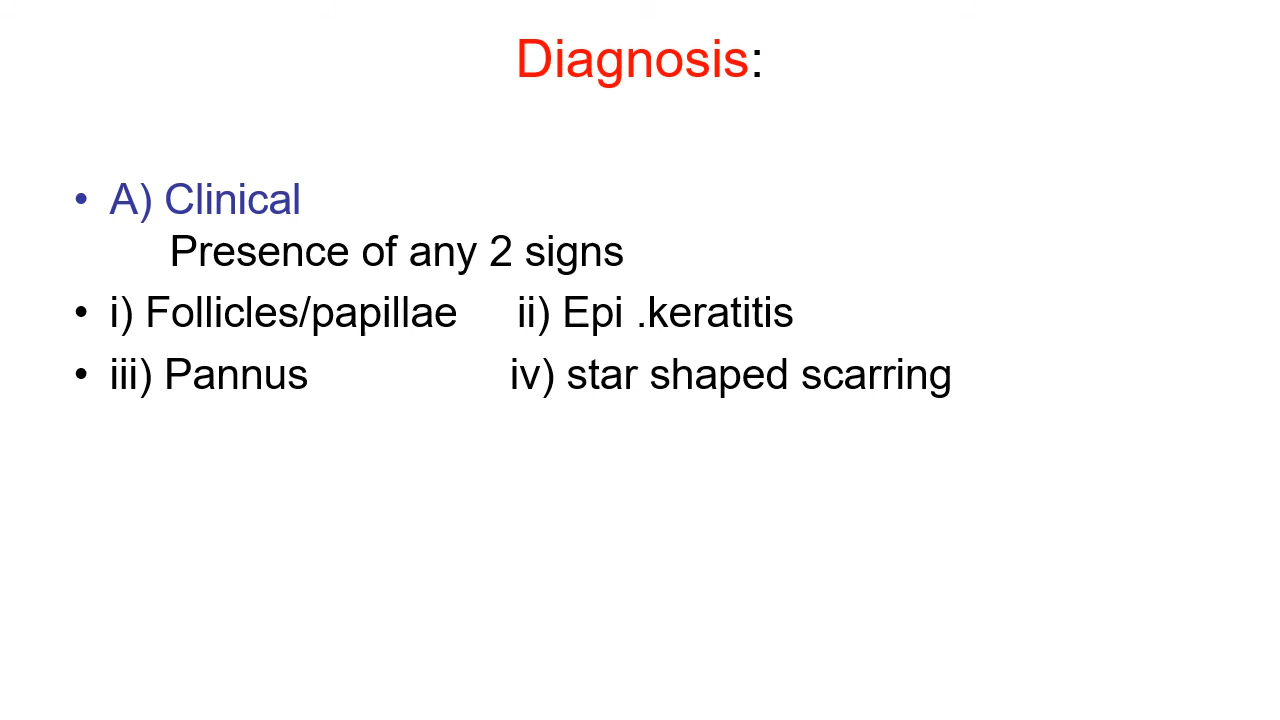 Diagnosis:
• A) Clinical
Presence of any 2 signs
• i) Follicles/papillae ii) Epi .keratitis
• iii) Pannus iv) star shaped scarring